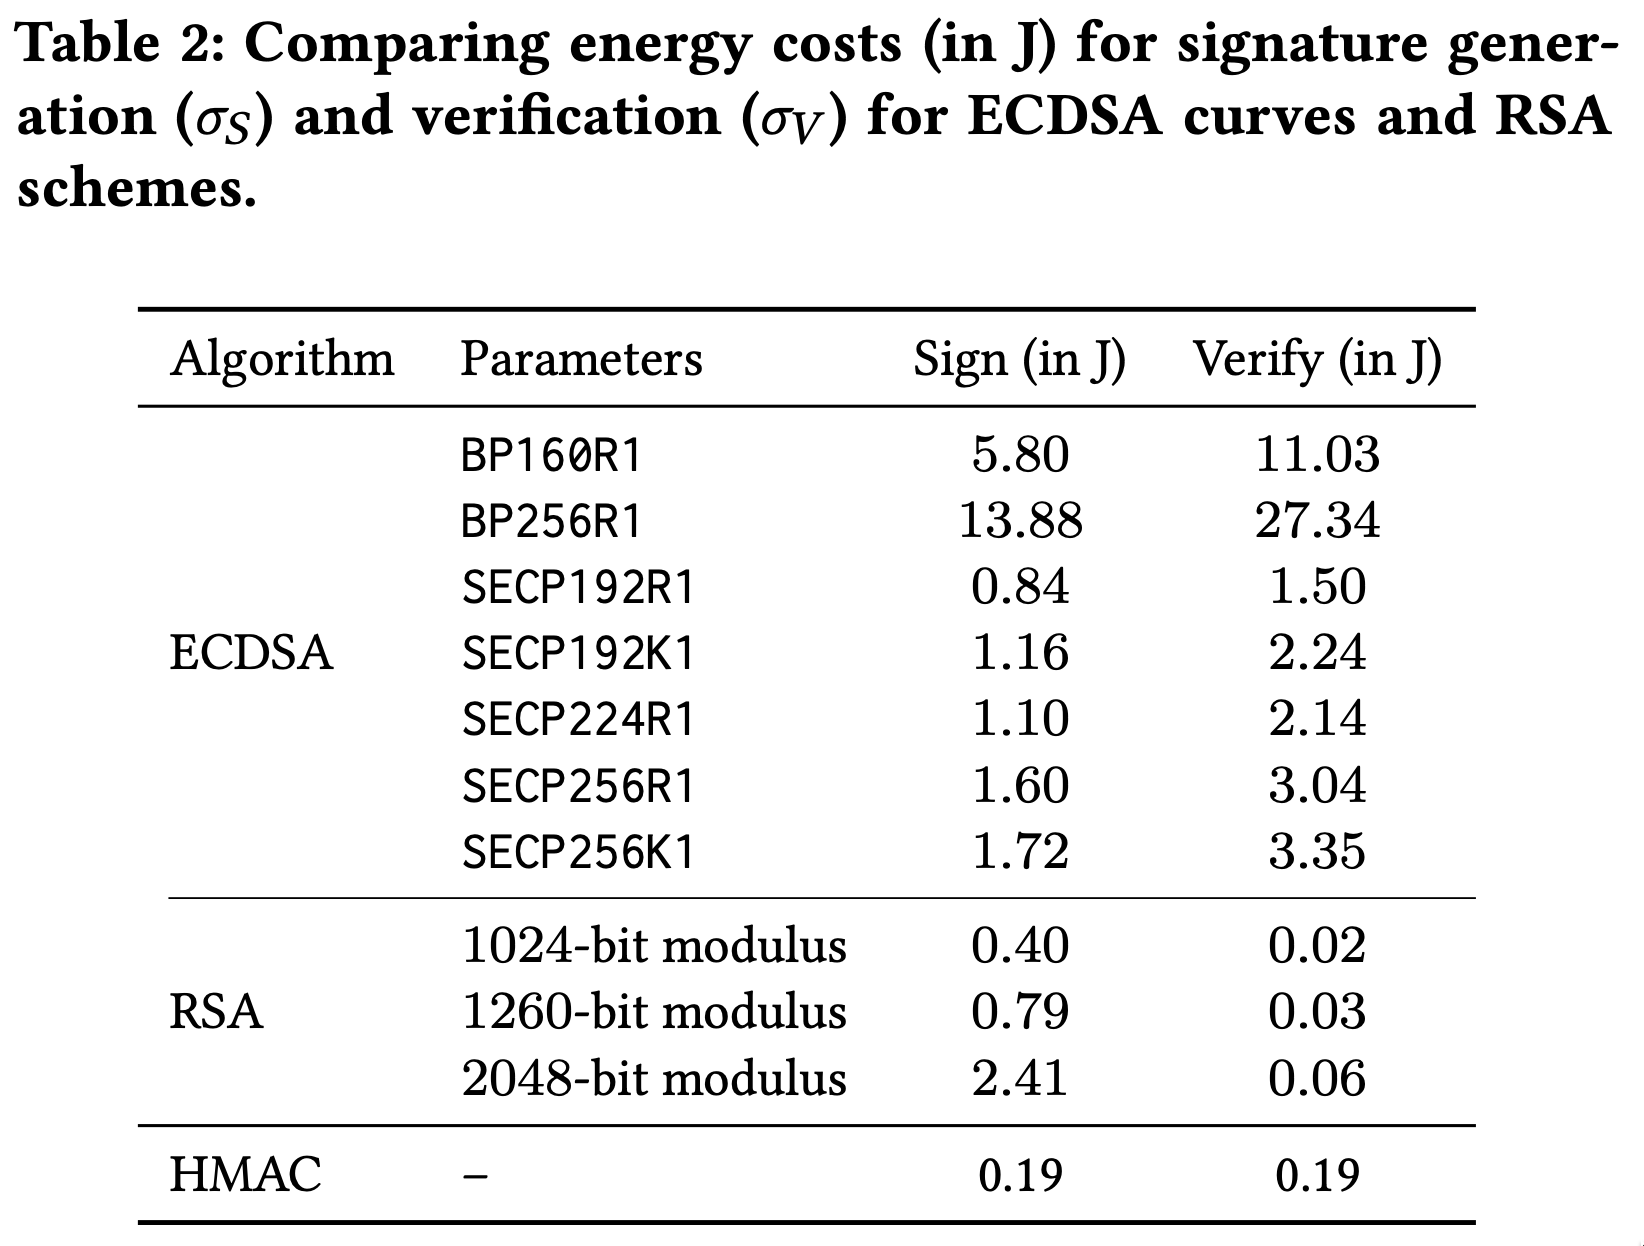 Table 2: Comparing energy costs (in J) for signature gener-
ation (σS) and verification (σV) for ECDSA curves and RSA
schemes.
Algorithm Parameters Sign (in J) Verify (in J)
BP160R1 5.80 11.03
BP256R1 13.88 27.34
SECP192R1 0.84 1.50
ECDSA SECP192K1 1.16 2.24
SECP224R1 1.10 2.14
SECP256R1 1.60 3.04
SECP256K1 1.72 3.35
1024-bit modulus 0.40 0.02
RSA 1260-bit modulus 0.79 0.03
2048-bit modulus 2.41 0.06
HMAC – 0.19 0.19